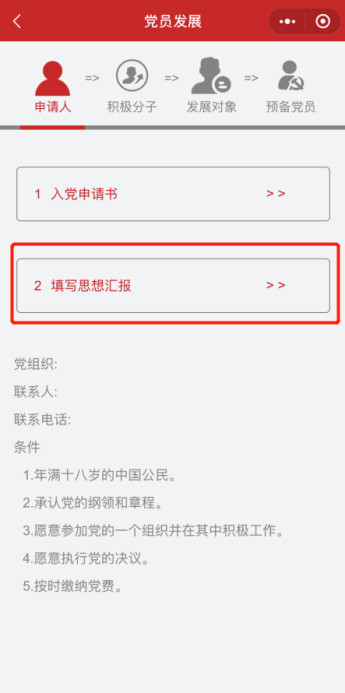 党员发展
申请人 => 积极分子 => 发展对象 => 预备党员
1 入党申请书 >>
2 填写思想汇报 >>
党组织:
联系人:
联系电话:
条件
1.年满十八岁的中国公民。
2.承认党的纲领和章程。
3.愿意参加党的一个组织并在其中积极工作。
4.愿意执行党的决议。
5.按时缴纳党费。